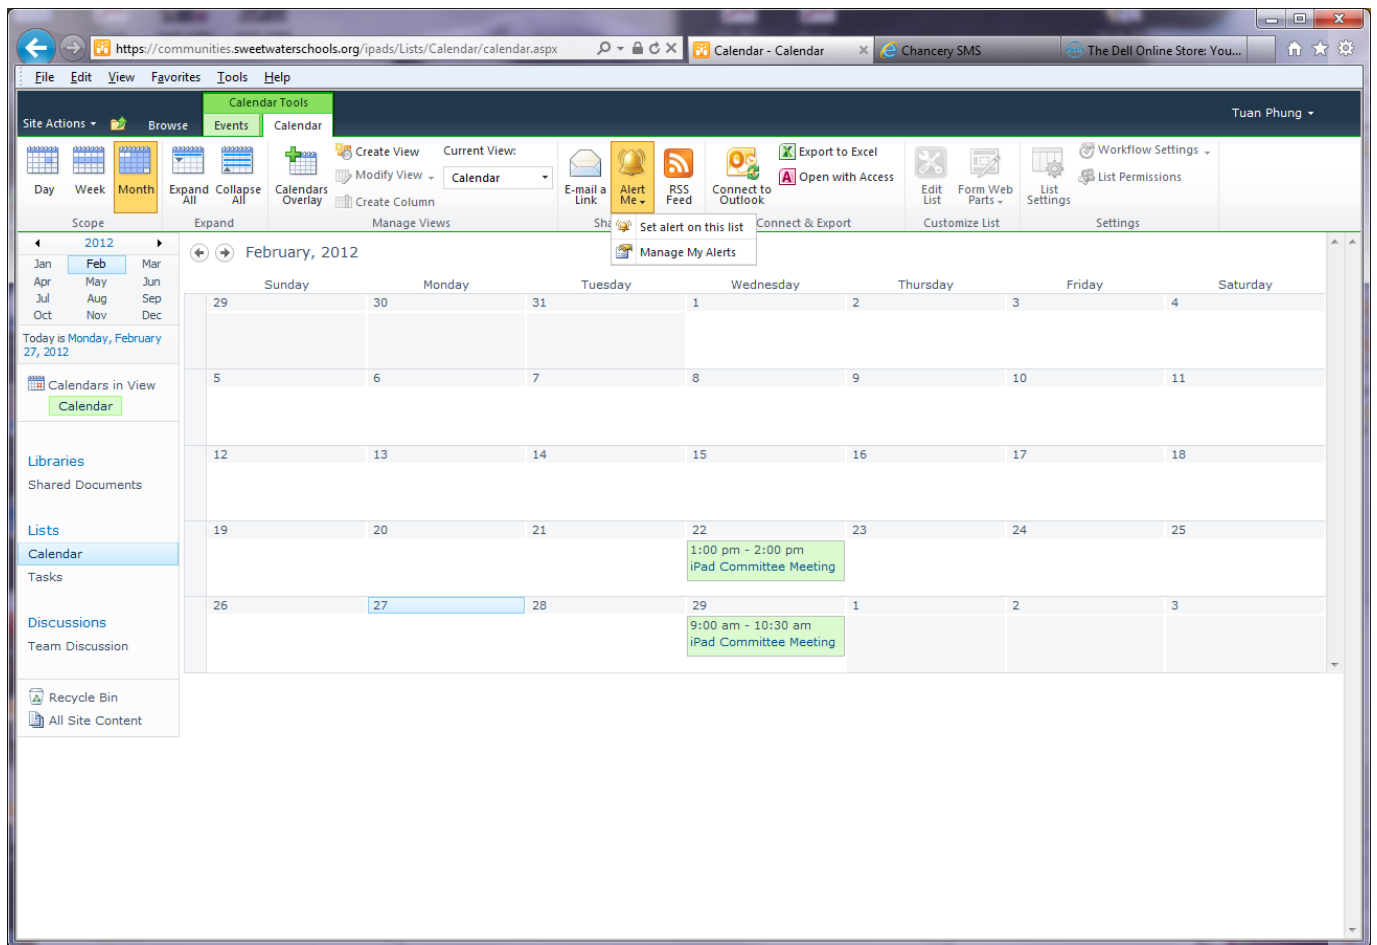 https://communities.sweetwaterschools.org/ipads/Lists/Calendar/calendar.aspx
Calendar - Calendar
Chancery SMS
The Dell Online Store: You...
File Edit View Favorites Tools Help
Calendar Tools
Site Actions Browse Events Calendar
Tuan Phung
Day Week Month
Scope
Expand All Collapse All
Expand
Calendars Overlay
Create View
Modify View
Create Column
Current View:
Calendar
Manage Views
E-mail a Link
Alert Me
RSS Feed
Sha
Connect to Outlook
Export to Excel
Open with Access
Connect & Export
Edit List
Form Web Parts
Customize List
List Settings
Workflow Settings
List Permissions
Settings
Set alert on this list
Manage My Alerts
2012
Jan Feb Mar
Apr May Jun
Jul Aug Sep
Oct Nov Dec
Today is Monday, February
27, 2012
Calendars in View
Calendar
Libraries
Shared Documents
Lists
Calendar
Tasks
Discussions
Team Discussion
Recycle Bin
All Site Content
February, 2012
Sunday Monday Tuesday Wednesday Thursday Friday Saturday
29 30 31 1 2 3 4
5 6 7 8 9 10 11
12 13 14 15 16 17 18
19 20 21 22 23 24 25
1:00 pm - 2:00 pm
iPad Committee Meeting
26 27 28 29 1 2 3
9:00 am - 10:30 am
iPad Committee Meeting